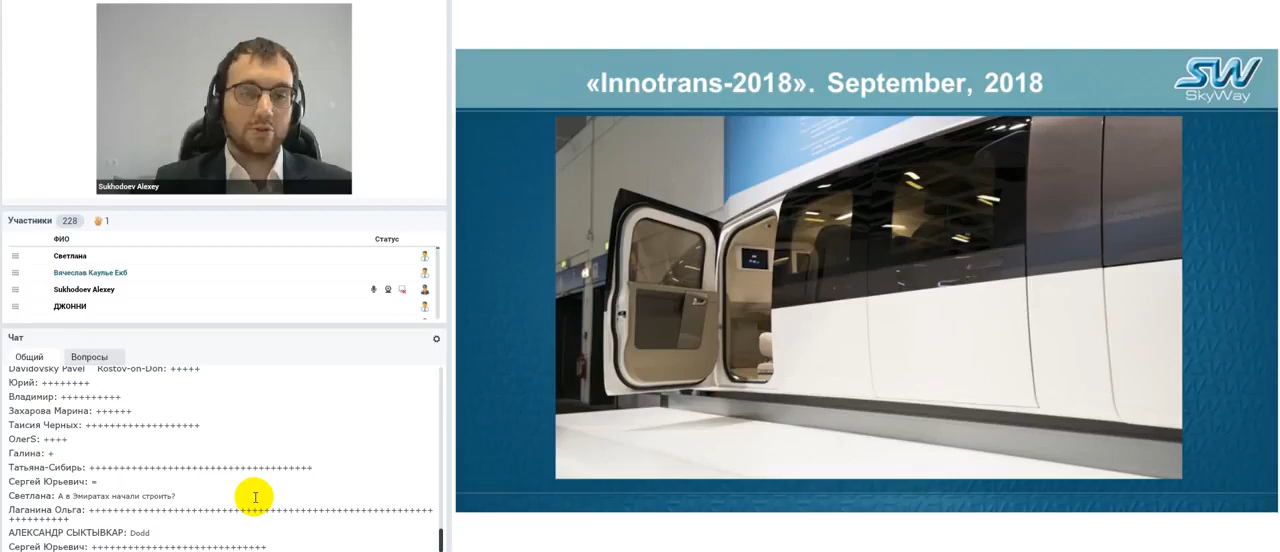 Sukhodoev Alexey
Участники 228 1
ФИО Статус
Светлана
Вячеслав Каулье Екб
Sukhodoev Alexey
ДЖОННИ
Чат
Общий Вопросы
Davidovsky Pavel Rostov-on-Don: +++++
Юрий: ++++++++
Владимир: ++++++++++
Захарова Марина: ++++++
Таисия Черных: +++++++++++++++++++
ОлегS: ++++
Галина: +
Татьяна-Сибирь: +++++++++++++++++++++++++++++++++++++
Сергей Юрьевич: =
Светлана: А в Эмиратах начали строить?
Лаганина Ольга: +++++++++++++++++++++++++++++++++++++++++++++++++++++++++
++++++++++
АЛЕКСАНДР СЫКТЫВКАР: Dodd
Сергей Юрьевич: +++++++++++++++++++++++++++++
«Innotrans-2018». September, 2018
SW
SkyWay